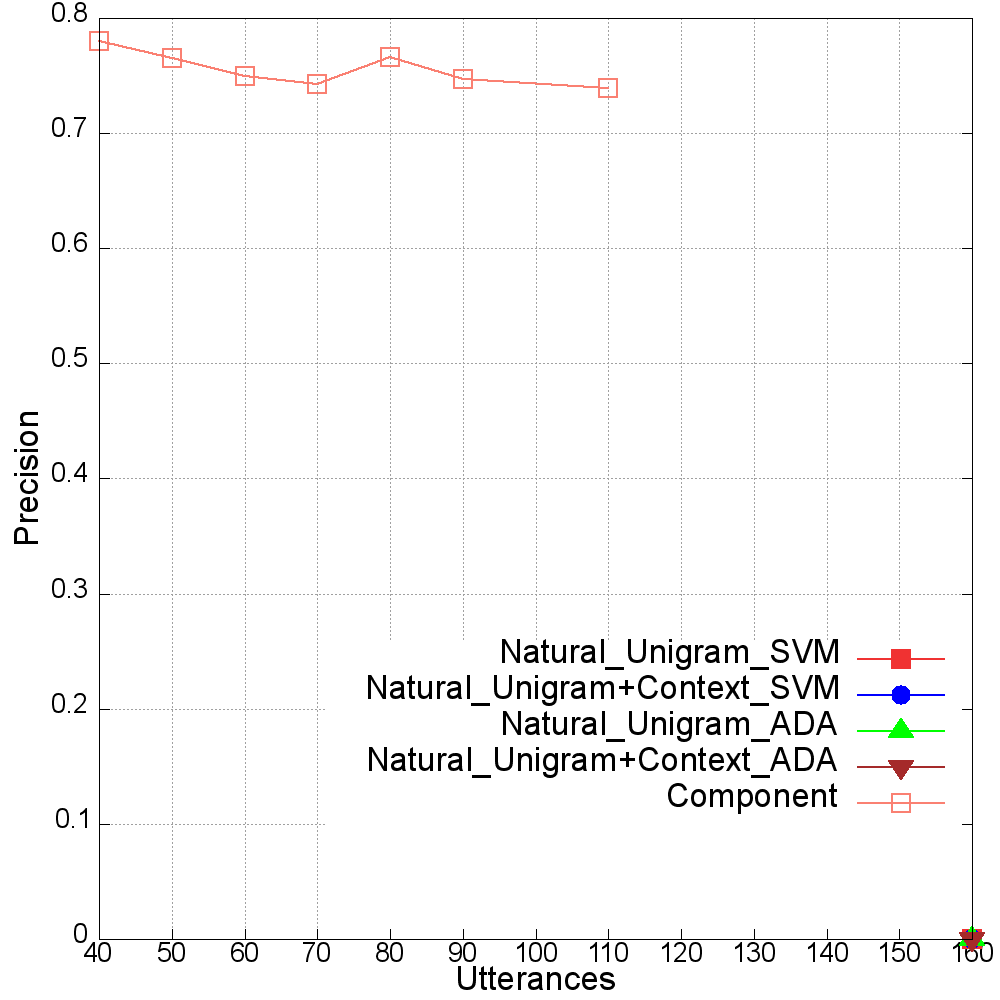 0.8
0.7
0.6
0.5
0.4
0.3
0.2
0.1
0
Precision
Natural_Unigram_SVM
Natural_Unigram+Context_SVM
Natural_Unigram_ADA
Natural_Unigram+Context_ADA
Component
40 50 60 70 80 90 100 110 120 130 140 150 160
Utterances